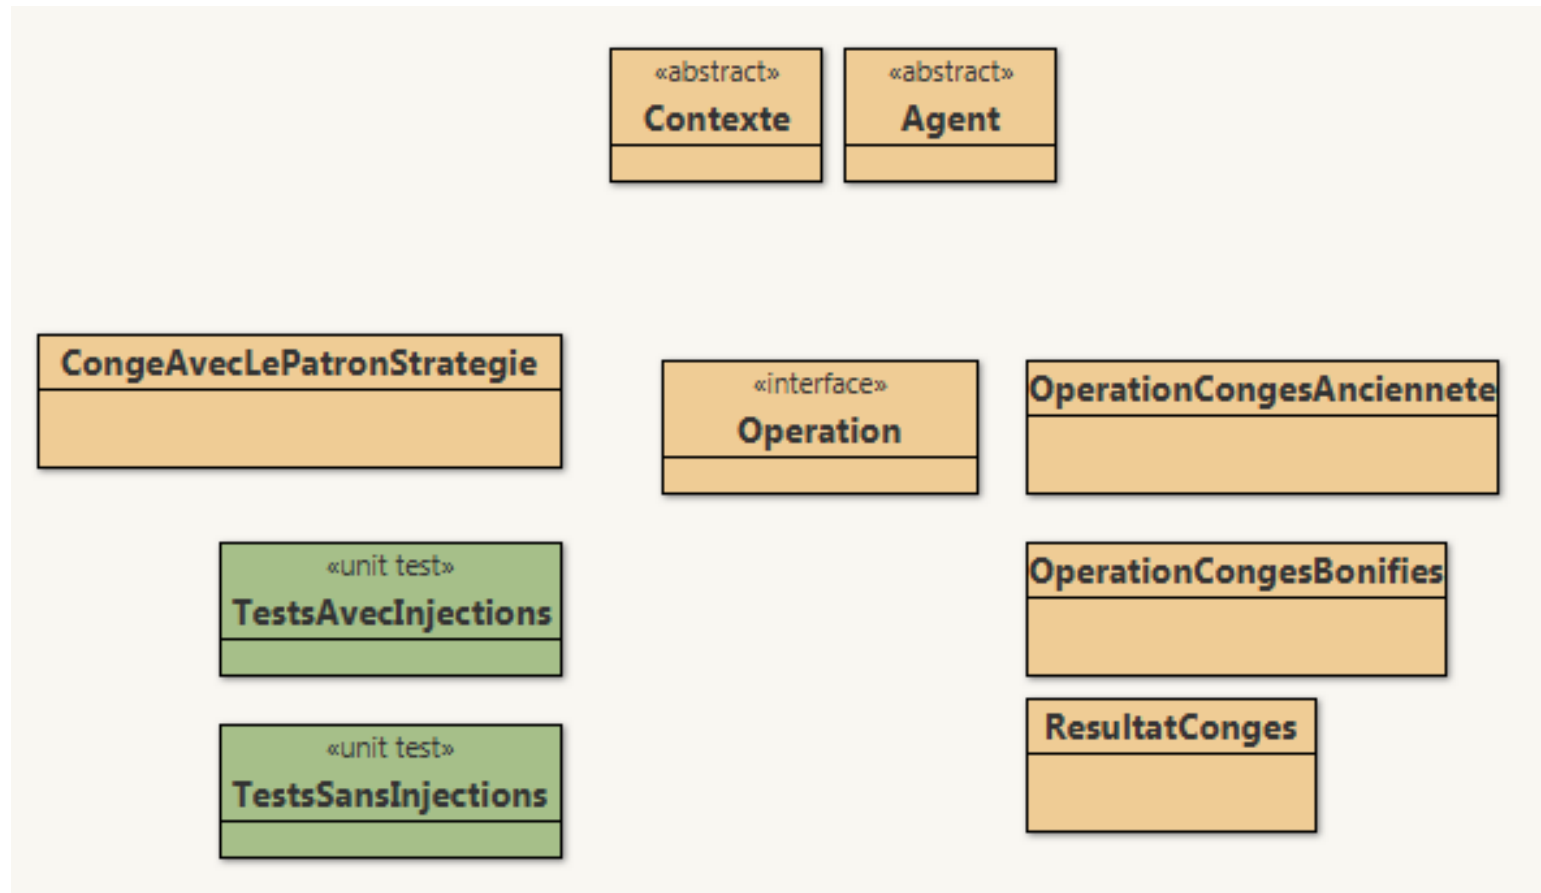 «abstract»
Contexte
«abstract»
Agent
CongeAvecLePatronStrategie
«interface»
Operation
OperationCongesAnciennete
«unit test»
TestsAvecInjections
OperationCongesBonifies
«unit test»
TestsSansInjections
ResultatConges